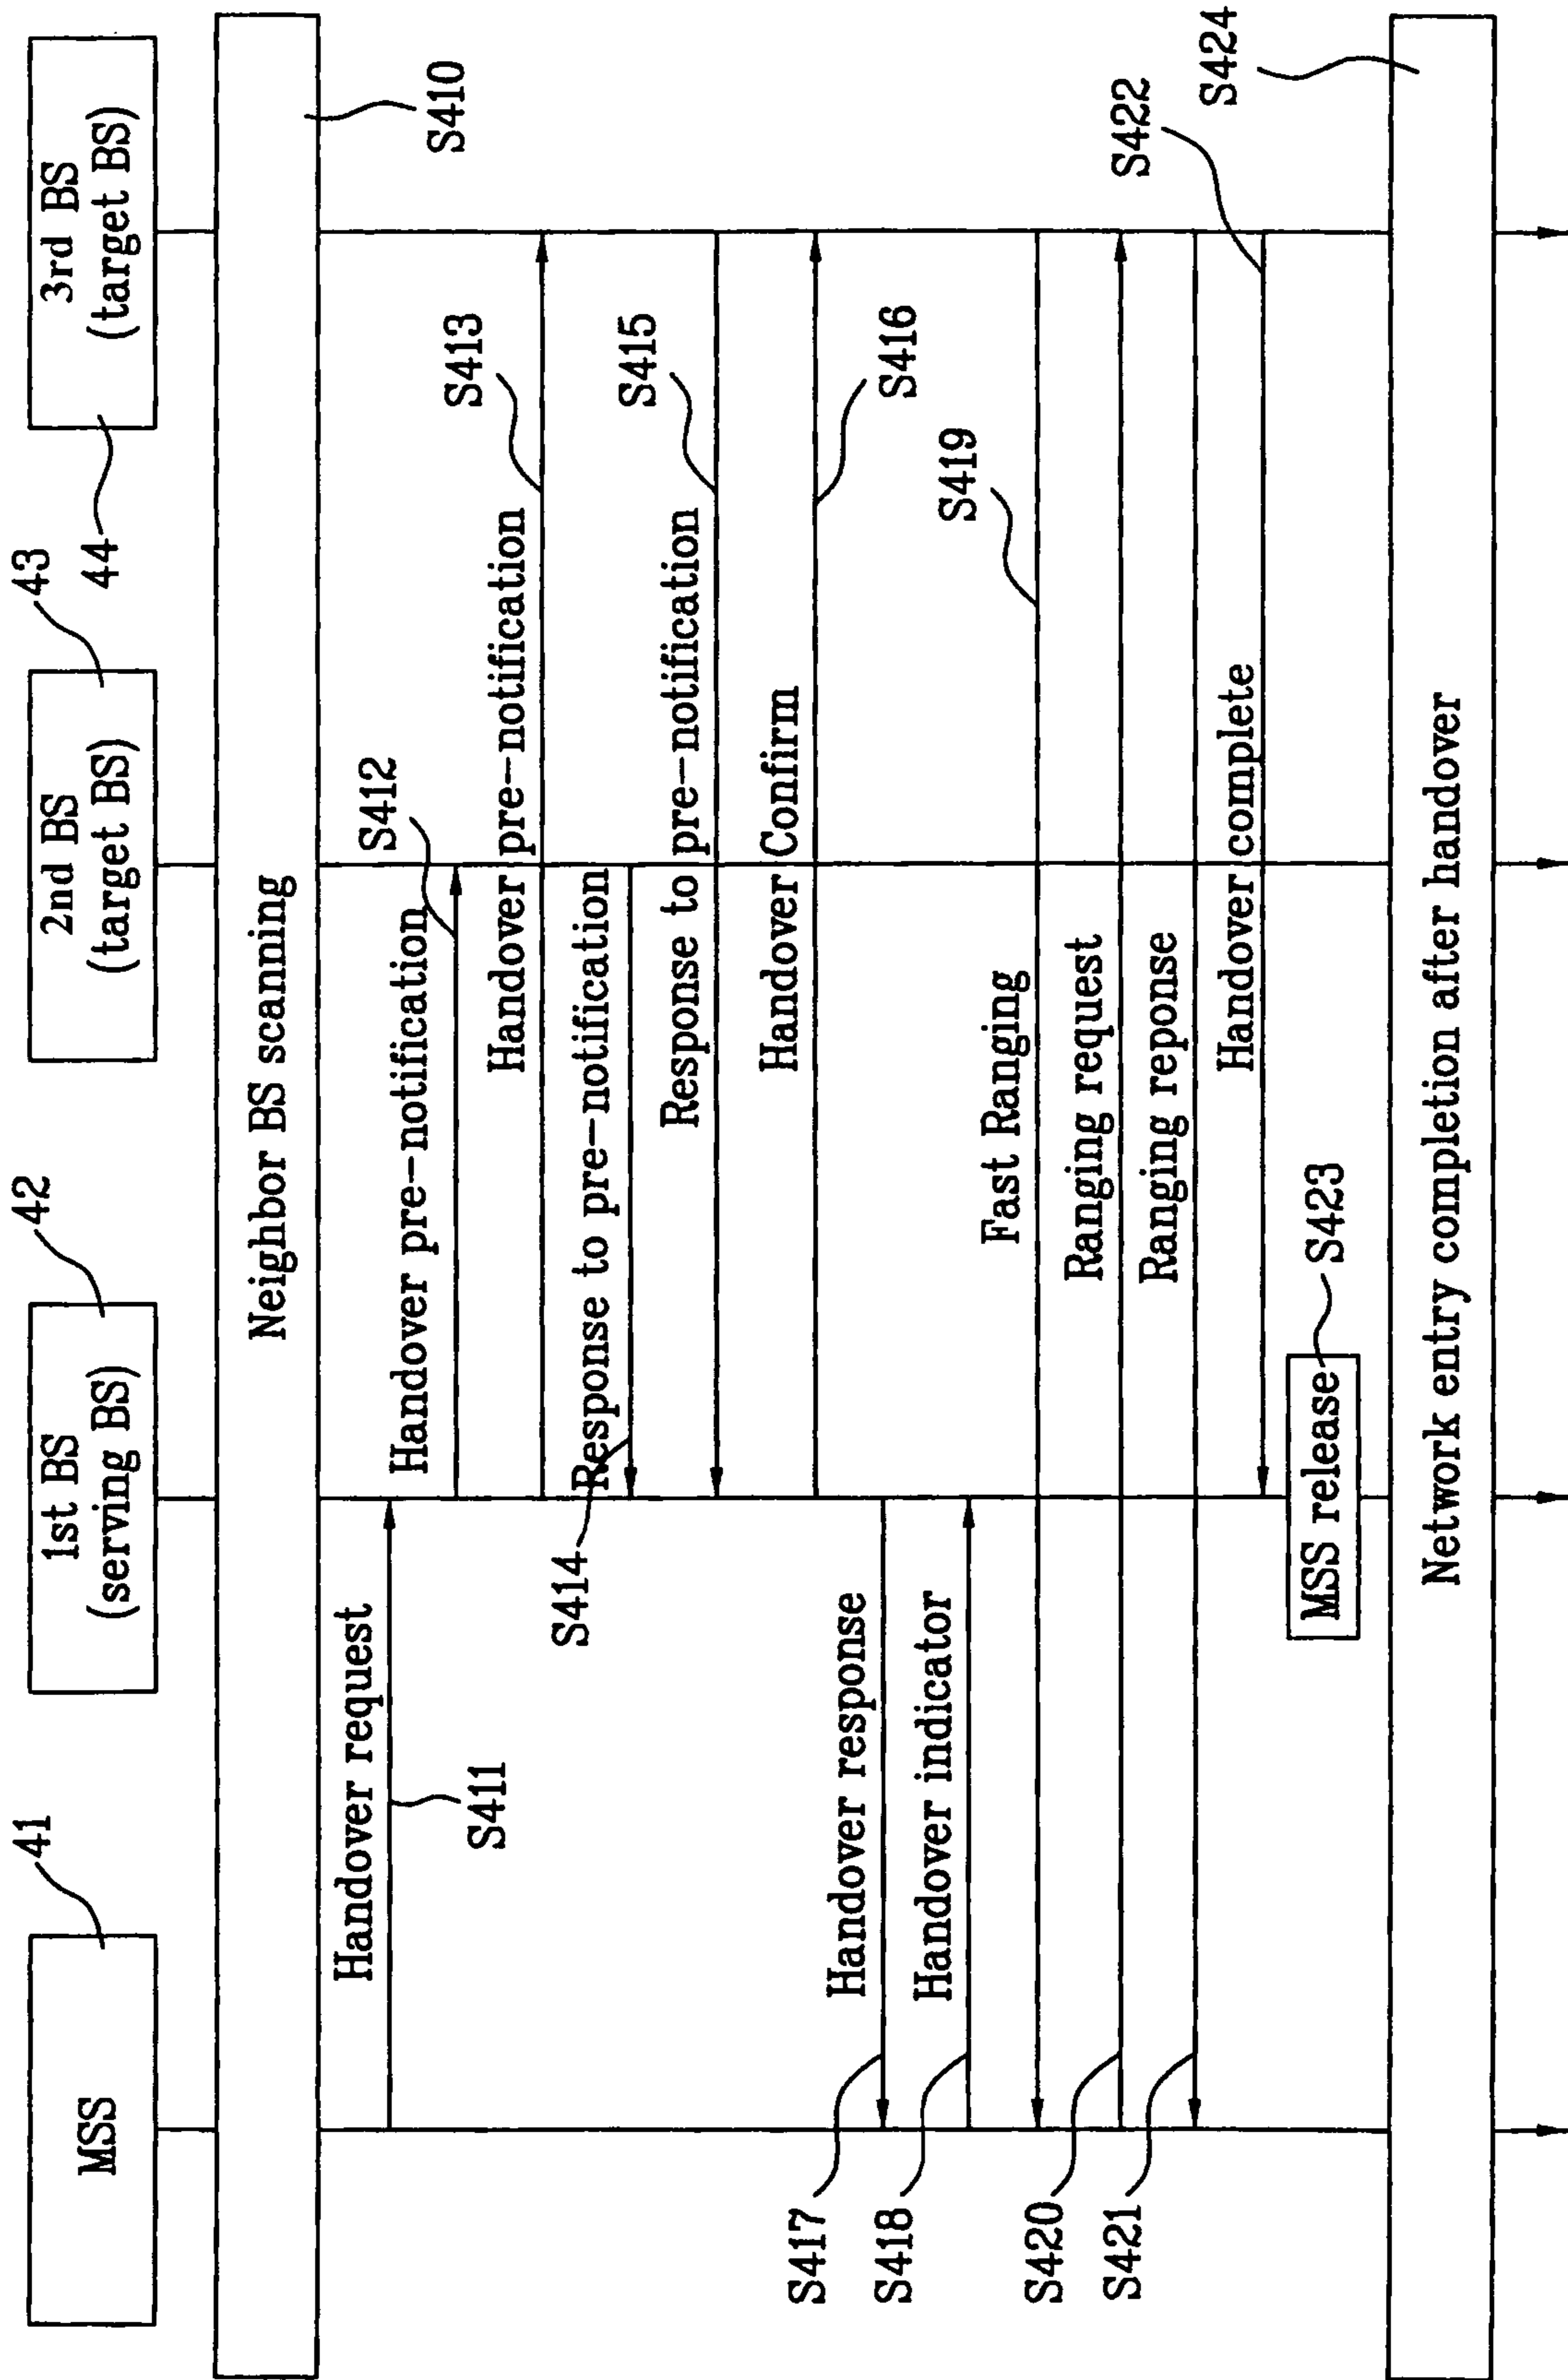 41
MSS
42
1st BS
(serving BS)
43
2nd BS
(target BS)
44
3rd BS
(target BS)
Neighbor BS scanning
S410
Handover request
S411
Handover pre-notification
S412
Handover pre-notification
S413
Response to pre-notification
S414
Response to pre-notification
S415
Handover Confirm
S416
Handover response
S417
Handover indicator
S418
Fast Ranging
S419
Ranging request
S420
Ranging reponse
S421
Handover complete
S422
MSS release
S423
Network entry completion after handover
S424